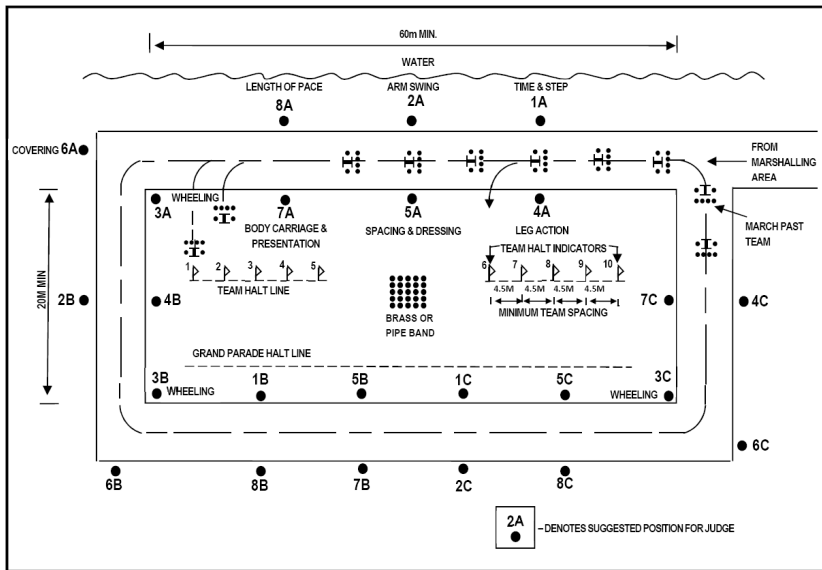 60m MIN.
WATER
LENGTH OF PACE
ARM SWING
TIME & STEP
8A
2A
1A
COVERING 6A
FROM
MARSHALLING
AREA
WHEELING
3A
7A
5A
4A
BODY CARRIAGE &
PRESENTATION
SPACING & DRESSING
LEG ACTION
MARCH PAST
TEAM
TEAM HALT INDICATORS
1 2 3 4 5
6 7 8 9 10
TEAM HALT LINE
4.5M 4.5M 4.5M 4.5M
MINIMUM TEAM SPACING
20M MIN
2B
4B
7C
4C
BRASS OR
PIPE BAND
GRAND PARADE HALT LINE
3B
WHEELING
1B
5B
1C
5C
3C
WHEELING
6C
6B
8B
7B
2C
8C
2A
– DENOTES SUGGESTED POSITION FOR JUDGE